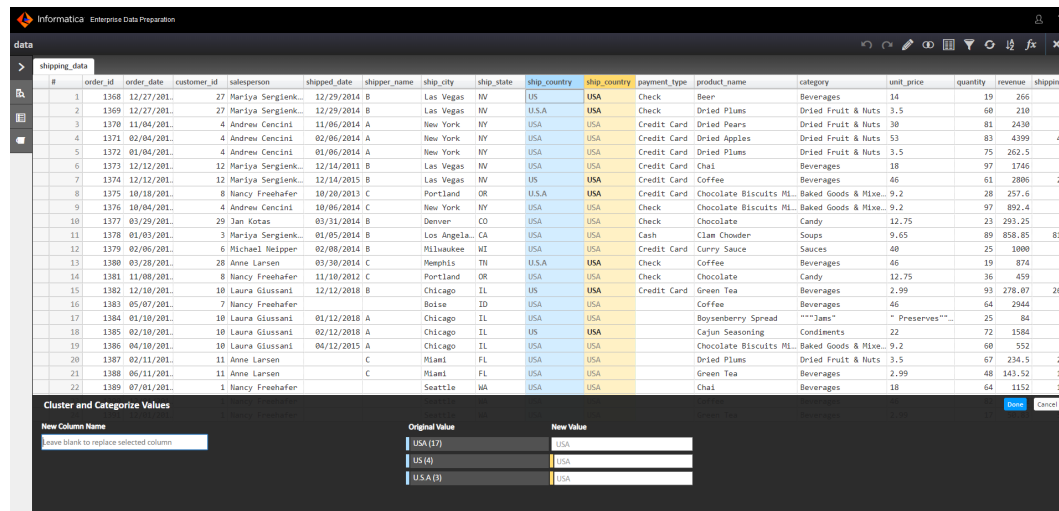 Informatica Enterprise Data Preparation
data
fx
shipping_data
# order_id order_date customer_id salesperson shipped_date shipper_name ship_city ship_state ship_country ship_country payment_type product_name category unit_price quantity revenue shippin
1 1368 12/27/201... 27 Mariya Sergienk... 12/29/2014 B Las Vegas NV US USA Check Beer Beverages 14 19 266
2 1369 12/27/201... 27 Mariya Sergienk... 12/29/2014 B Las Vegas NV U.S.A USA Check Dried Plums Dried Fruit & Nuts 3.5 60 210
3 1370 11/04/201... 4 Andrew Cencini 11/06/2014 A New York NY USA USA Credit Card Dried Pears Dried Fruit & Nuts 30 81 2430
4 1371 02/04/201... 4 Andrew Cencini 02/06/2014 A New York NY USA USA Credit Card Dried Apples Dried Fruit & Nuts 53 83 4399 4
5 1372 01/04/201... 4 Andrew Cencini 01/06/2014 A New York NY USA USA Credit Card Dried Plums Dried Fruit & Nuts 3.5 75 262.5
6 1373 12/12/201... 12 Mariya Sergienk... 12/14/2011 B Las Vegas NV USA USA Credit Card Chai Beverages 18 97 1746
7 1374 12/12/201... 12 Mariya Sergienk... 12/14/2015 B Las Vegas NV US USA Credit Card Coffee Beverages 46 61 2806 2
8 1375 10/18/201... 8 Nancy Freehafer 10/20/2013 C Portland OR U.S.A USA Credit Card Chocolate Biscuits Mi... Baked Goods & Mixe... 9.2 28 257.6
9 1376 10/04/201... 4 Andrew Cencini 10/06/2014 C New York NY USA USA Credit Card Chocolate Biscuits Mi... Baked Goods & Mixe... 9.2 97 892.4
10 1377 03/29/201... 29 Jan Kotas 03/31/2014 B Denver CO USA USA Check Chocolate Candy 12.75 23 293.25
11 1378 01/03/201... 3 Mariya Sergienk... 01/05/2014 B Los Angela... CA USA USA Cash Clam Chowder Soups 9.65 89 858.85 8
12 1379 02/06/201... 6 Michael Neipper 02/08/2014 B Milwaukee WI USA USA Credit Card Curry Sauce Sauces 40 25 1000
13 1380 03/28/201... 28 Anne Larsen 03/30/2014 C Memphis TN U.S.A USA Check Coffee Beverages 46 19 874
14 1381 11/08/201... 8 Nancy Freehafer 11/10/2012 C Portland OR USA USA Check Chocolate Candy 12.75 36 459
15 1382 12/10/201... 10 Laura Giussani 12/12/2018 B Chicago IL US USA Credit Card Green Tea Beverages 2.99 93 278.07 26
16 1383 05/07/201... 7 Nancy Freehafer Boise ID USA USA Coffee Beverages 46 64 2944
17 1384 01/10/201... 10 Laura Giussani 01/12/2018 A Chicago IL USA USA Boysenberry Spread """Jams" " Preserves""... 25 84
18 1385 02/10/201... 10 Laura Giussani 02/12/2018 A Chicago IL US USA Cajun Seasoning Condiments 22 72 1584
19 1386 04/10/201... 10 Laura Giussani 04/12/2015 A Chicago IL USA USA Chocolate Biscuits Mi... Baked Goods & Mixe... 9.2 60 552
20 1387 02/11/201... 11 Anne Larsen C Miami FL USA USA Dried Plums Dried Fruit & Nuts 3.5 67 234.5 2
21 1388 06/11/201... 11 Anne Larsen C Miami FL USA USA Green Tea Beverages 2.99 48 143.52 1
22 1389 07/01/201... 1 Nancy Freehafer Seattle WA USA USA Chai Beverages 18 64 1152 1
Cluster and Categorize Values Done Cancel
New Column Name Original Value New Value
Leave blank to replace selected column USA (17) USA
US (4) USA
U.S.A (3) USA